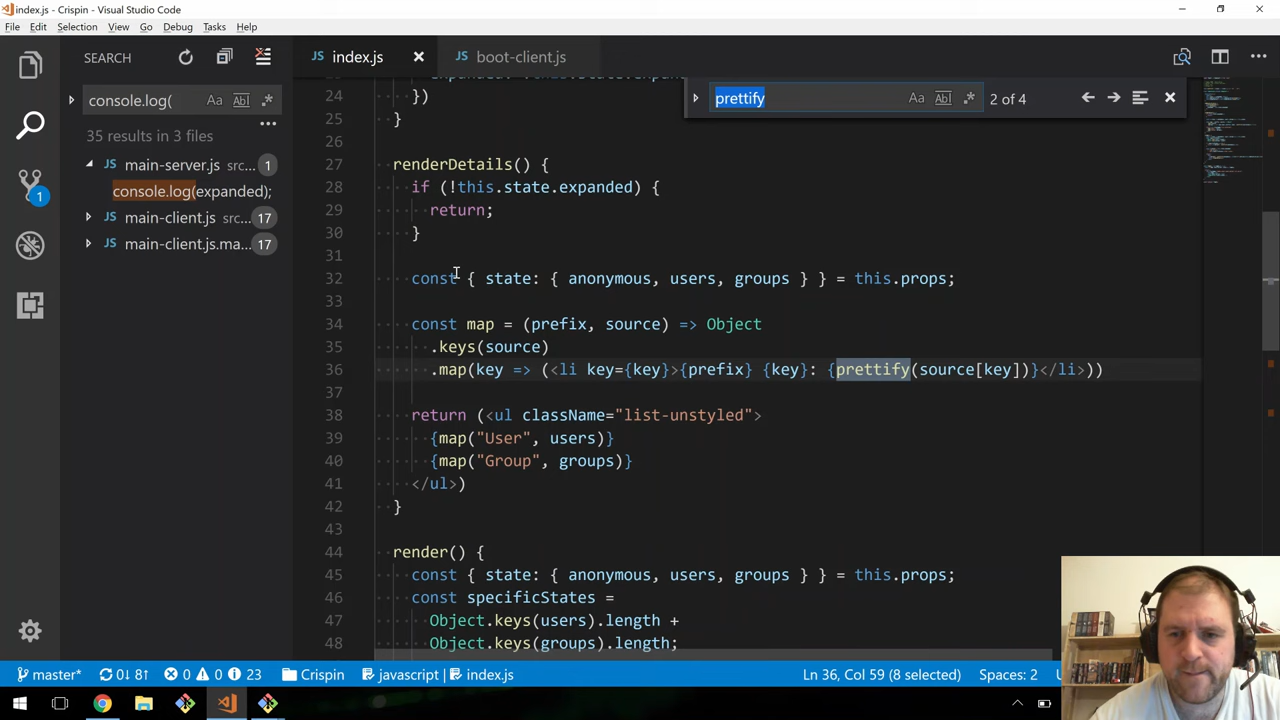 index.js - Crispin - Visual Studio Code
File Edit Selection View Go Debug Tasks Help
SEARCH
JS index.js
JS boot-client.js
console.log(
Aa Abl .*
prettify
Aa Abl .* 2 of 4
35 results in 3 files
JS main-server.js src... 1
console.log(expanded);
JS main-client.js src... 17
JS main-client.js.ma... 17
1
24 })
25 }
26
27 renderDetails() {
28 if (!this.state.expanded) {
29 return;
30 }
31
32 const { state: { anonymous, users, groups } } = this.props;
33
34 const map = (prefix, source) => Object
35 .keys(source)
36 .map(key => (<li key={key}>{prefix} {key}: {prettify(source[key])}</li>))
37
38 return (<ul className="list-unstyled">
39 {map("User", users)}
40 {map("Group", groups)}
41 </ul>)
42 }
43
44 render() {
45 const { state: { anonymous, users, groups } } = this.props;
46 const specificStates =
47 Object.keys(users).length +
48 Object.keys(groups).length;
master* 0↓ 8↑ 0 0 23 Crispin javascript index.js Ln 36, Col 59 (8 selected) Spaces: 2